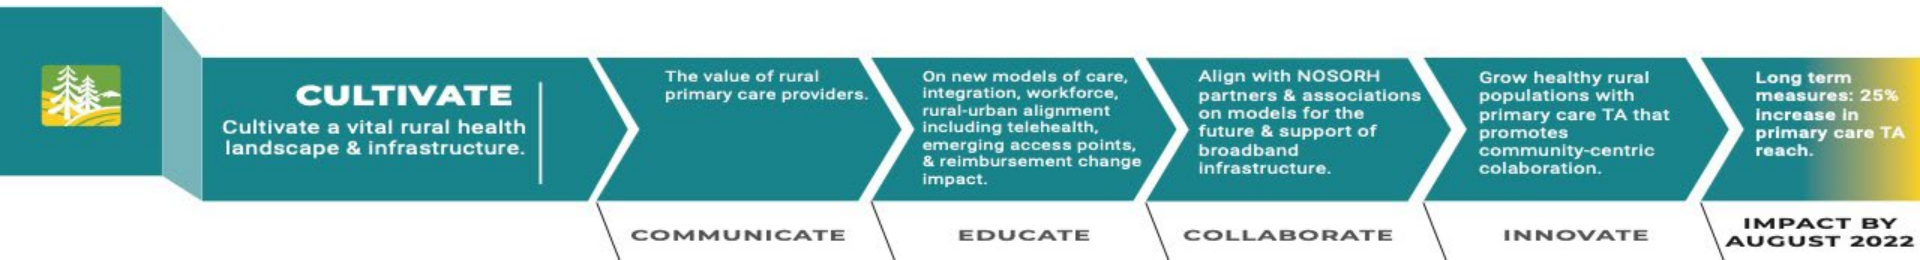 CULTIVATE
Cultivate a vital rural health
landscape & infrastructure.
The value of rural
primary care providers.
COMMUNICATE
On new models of care,
integration, workforce,
rural-urban alignment
including telehealth,
emerging access points,
& reimbursement change
impact.
EDUCATE
Align with NOSORH
partners & associations
on models for the
future & support of
broadband
infrastructure.
COLLABORATE
Grow healthy rural
populations with
primary care TA that
promotes
community-centric
colaboration.
INNOVATE
Long term
measures: 25%
increase in
primary care TA
reach.
IMPACT BY
AUGUST 2022